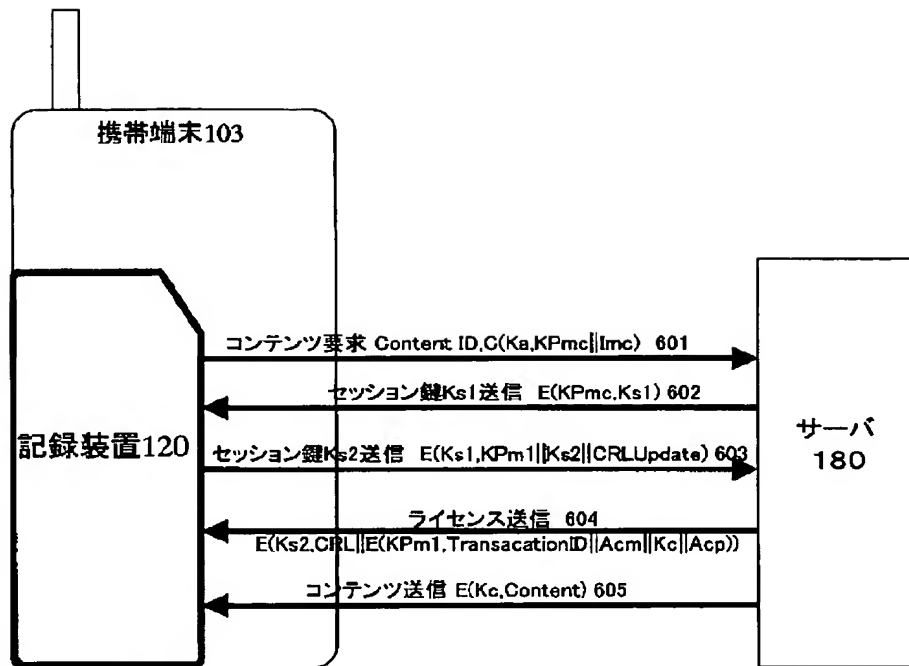 携帯端末103
コンテンツ要求 Content ID,C(Ka,KPmc||Imc) 601
セッション鍵Ks1送信 E(KPmc,Ks1) 602
記録装置120
サーバ
180
セッション鍵Ks2送信 E(Ks1,KPm1||Ks2||CRLUpdate) 603
ライセンス送信 604
E(Ks2,CRL||E(KPm1,TransacationID||Acm||Kc||Acp))
コンテンツ送信 E(Kc,Content) 605